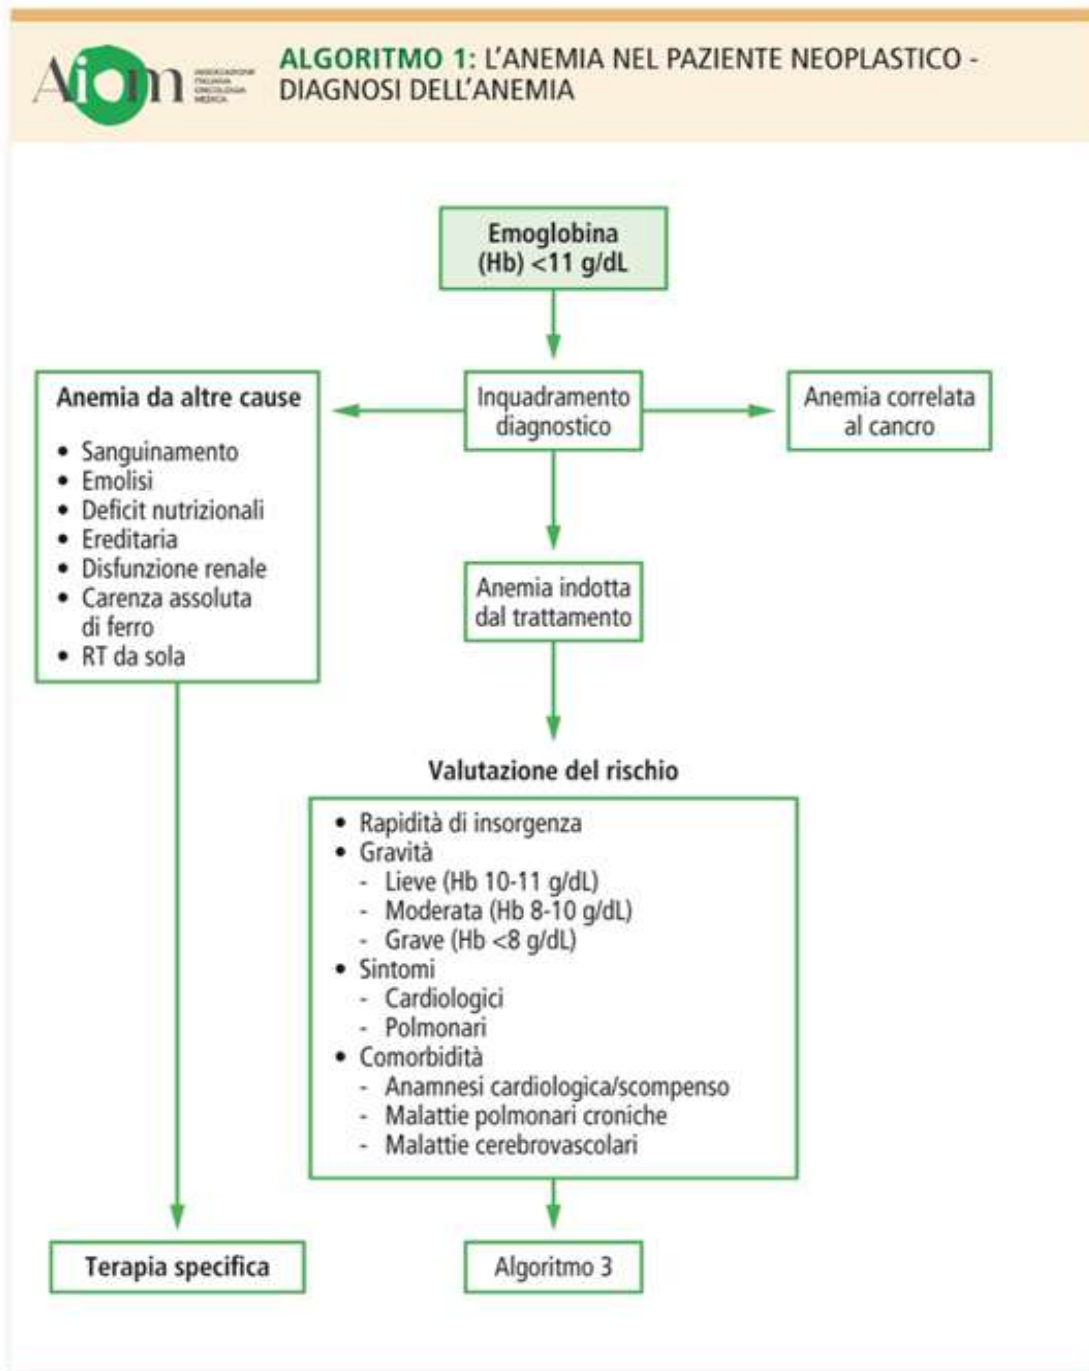 Aiom
ASSOCIAZIONE
ITALIANA
ONCOLOGIA
MEDICA
ALGORITMO 1: L'ANEMIA NEL PAZIENTE NEOPLASTICO -
DIAGNOSI DELL'ANEMIA
Emoglobina
(Hb) <11 g/dL
Anemia da altre cause
• Sanguinamento
• Emolisi
• Deficit nutrizionali
• Ereditaria
• Disfunzione renale
• Carenza assoluta
di ferro
• RT da sola
Inquadramento
diagnostico
Anemia correlata
al cancro
Anemia indotta
dal trattamento
Valutazione del rischio
• Rapidità di insorgenza
• Gravità
- Lieve (Hb 10-11 g/dL)
- Moderata (Hb 8-10 g/dL)
- Grave (Hb <8 g/dL)
• Sintomi
- Cardiologici
- Polmonari
• Comorbidità
- Anamnesi cardiologica/scompenso
- Malattie polmonari croniche
- Malattie cerebrovascolari
Terapia specifica
Algoritmo 3